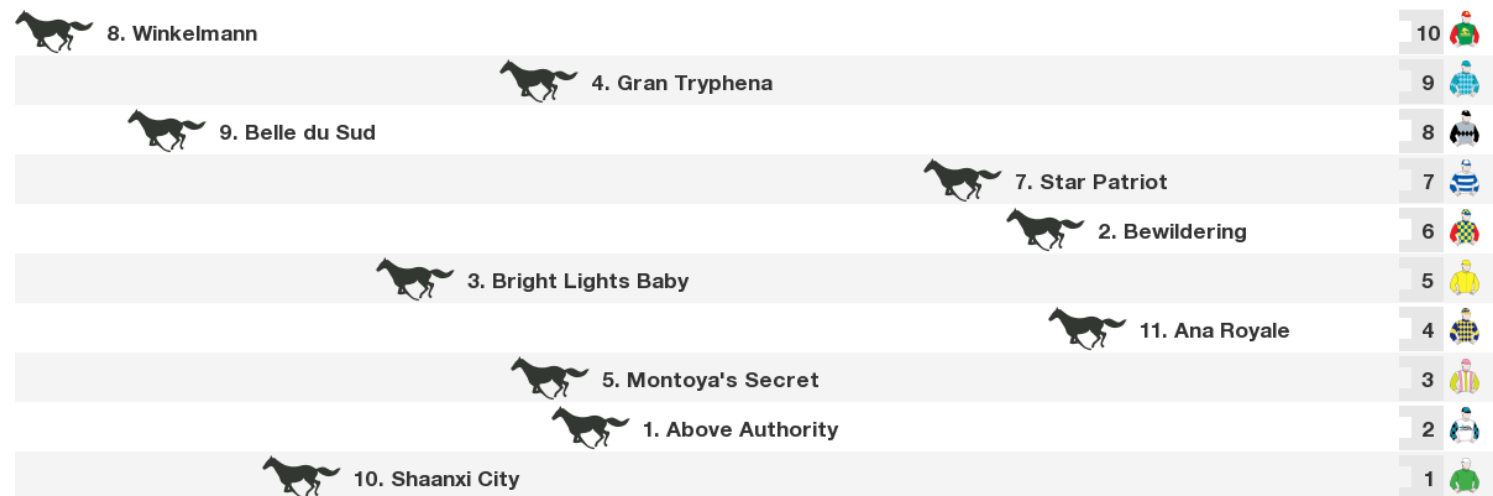 8. Winkelmann 10
4. Gran Tryphena 9
9. Belle du Sud 8
7. Star Patriot 7
2. Bewildering 6
3. Bright Lights Baby 5
11. Ana Royale 4
5. Montoya's Secret 3
1. Above Authority 2
10. Shaanxi City 1